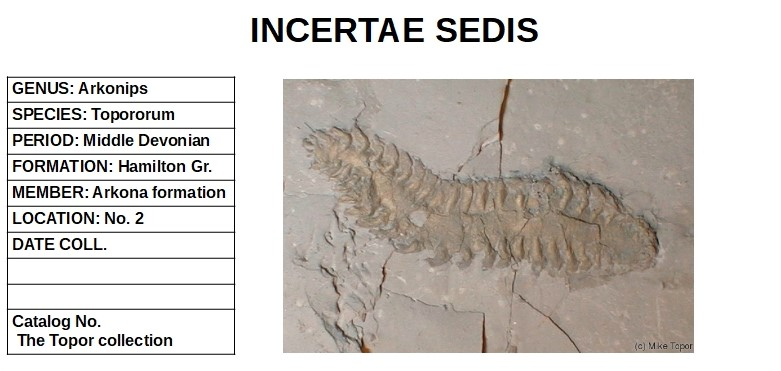 INCERTAE SEDIS
GENUS: Arkonips
SPECIES: Topororum
PERIOD: Middle Devonian
FORMATION: Hamilton Gr.
MEMBER: Arkona formation
LOCATION: No. 2
DATE COLL.
Catalog No.
The Topor collection
(c) Mike Topor